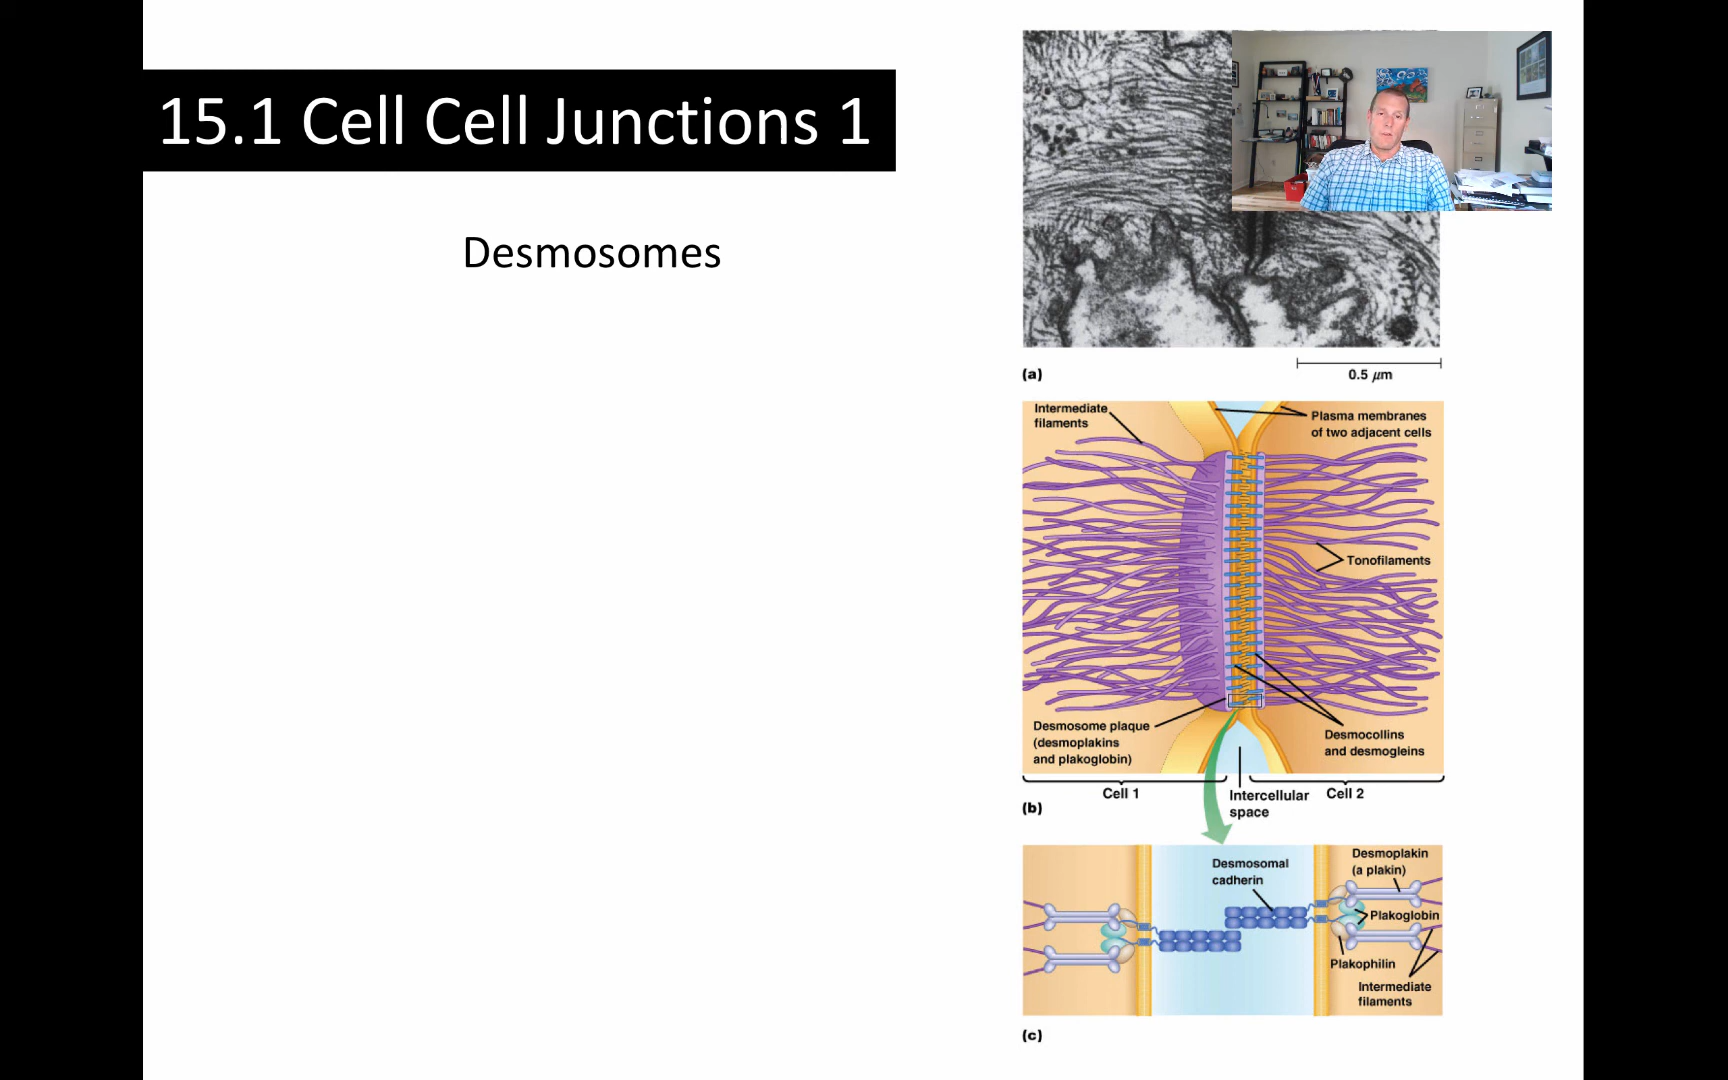 15.1 Cell Cell Junctions 1
Desmosomes
(a)
0.5 μm
Intermediate
filaments
Plasma membranes
of two adjacent cells
Tonofilaments
Desmosome plaque
(desmoplakins
and plakoglobin)
Desmocollins
and desmogleins
Cell 1
Intercellular
space
Cell 2
(b)
Desmosomal
cadherin
Desmoplakin
(a plakin)
Plakoglobin
Plakophilin
Intermediate
filaments
(c)